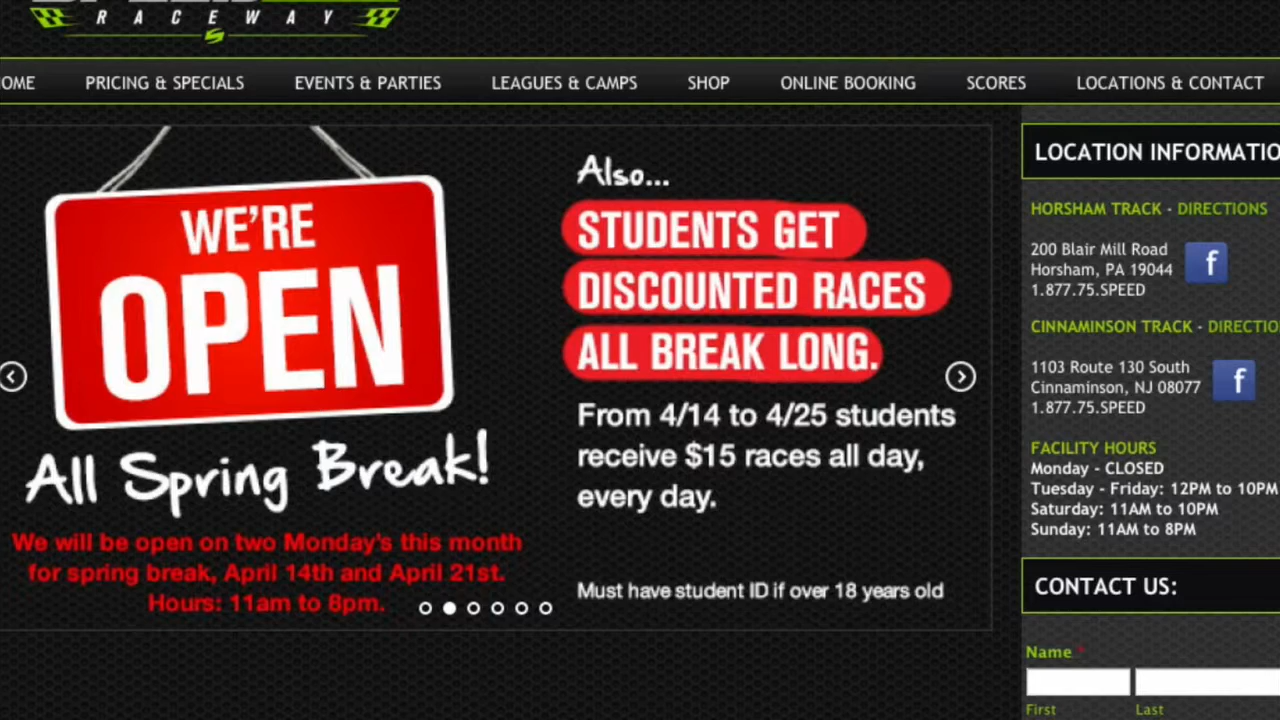 RACEWAY
PRICING & SPECIALS
EVENTS & PARTIES
LEAGUES & CAMPS
SHOP
ONLINE BOOKING
SCORES
LOCATIONS & CONTACT
WE'RE
OPEN
All Spring Break!
We will be open on two Monday's this month
for spring break, April 14th and April 21st.
Hours: 11am to 8pm.
Also...
STUDENTS GET
DISCOUNTED RACES
ALL BREAK LONG.
From 4/14 to 4/25 students
receive $15 races all day,
every day.
Must have student ID if over 18 years old
LOCATION INFORMATIO
HORSHAM TRACK - DIRECTIONS
200 Blair Mill Road
Horsham, PA 19044
1.877.75.SPEED
f
CINNAMINSON TRACK - DIRECTIO
1103 Route 130 South
Cinnaminson, NJ 08077
1.877.75.SPEED
f
FACILITY HOURS
Monday - CLOSED
Tuesday - Friday: 12PM to 10PM
Saturday: 11AM to 10PM
Sunday: 11AM to 8PM
CONTACT US:
Name *
First
Last